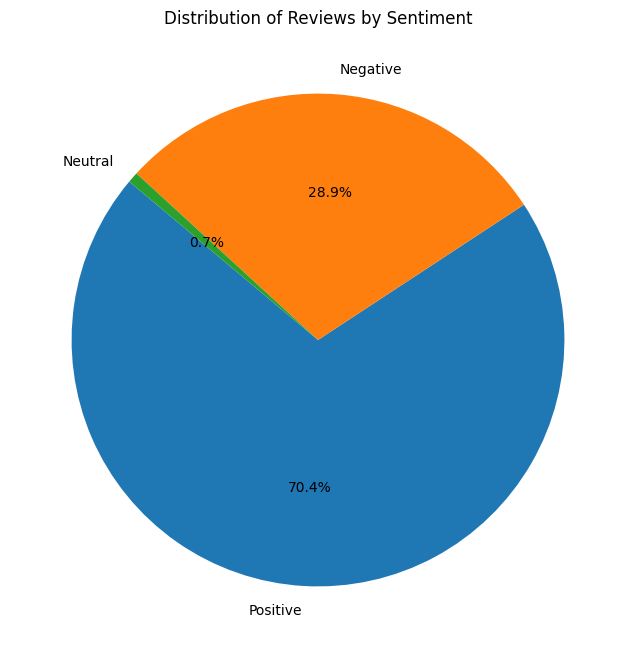 Distribution of Reviews by Sentiment
Negative
Neutral
28.9%
0.7%
70.4%
Positive